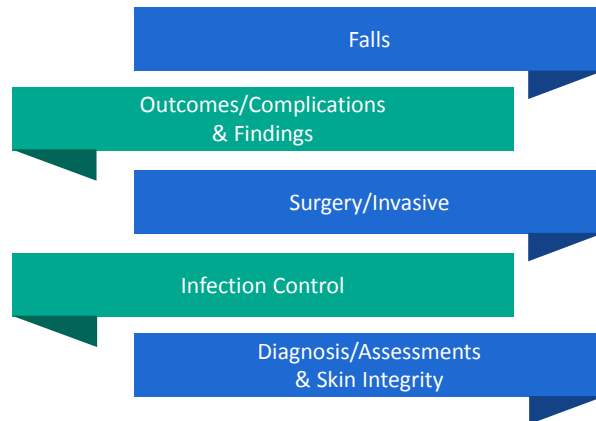 Falls
Outcomes/Complications
& Findings
Surgery/Invasive
Infection Control
Diagnosis/Assessments
& Skin Integrity